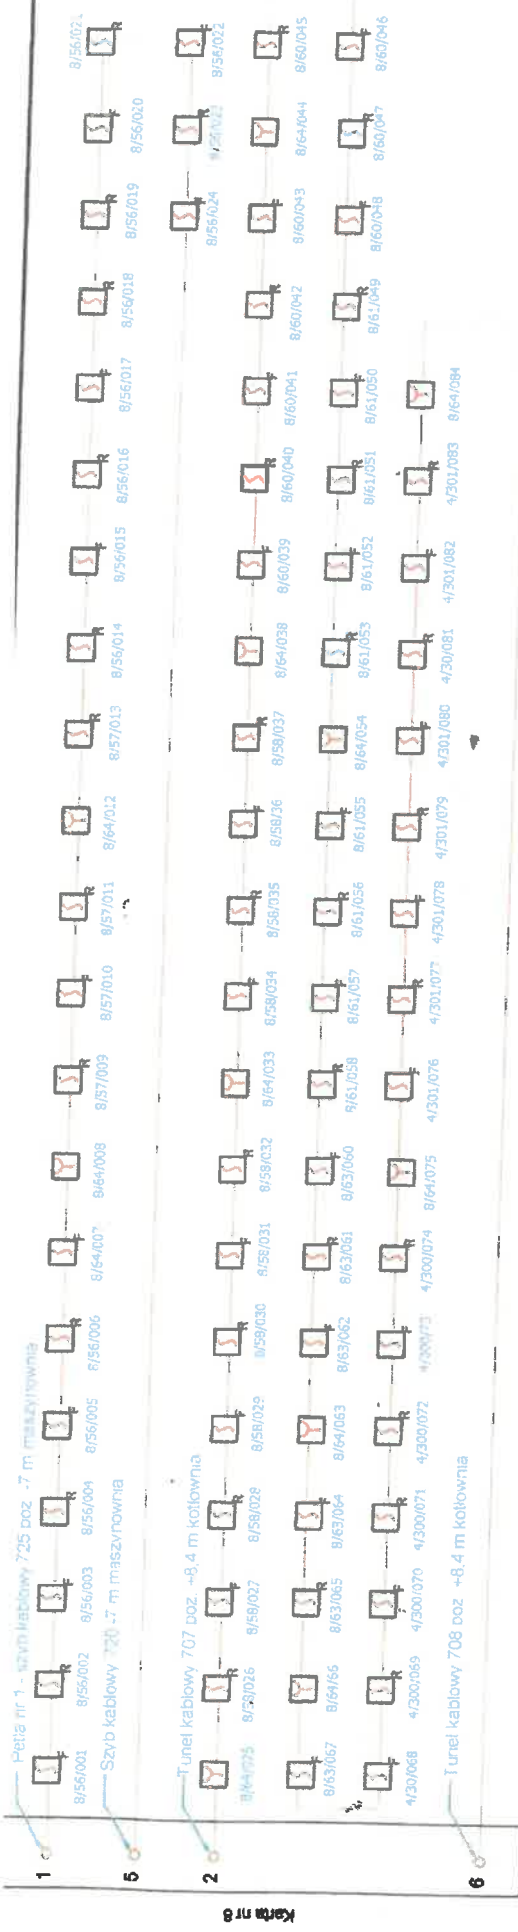 Karta nr 8
1
Pętla nr 1 - szyb kablowy 725 poz -7 m maszynownia
8/56/001 8/56/002 8/56/003 8/56/004 8/56/005 8/56/006 8/64/007 8/64/008 8/57/009 8/57/010 8/57/011 8/64/012 8/57/013 8/56/014 8/56/015 8/56/016 8/56/017 8/56/018 8/56/019 8/56/020
5
Szyb kablowy 720 -7 m maszynownia
8/56/024 8/56/022
2
Tunel kablowy 707 poz +8,4 m kotłownia
8/58/027 8/58/028 8/58/029 8/58/031 8/58/032 8/64/033 8/58/034 8/58/035 8/58/36 8/58/037 8/64/038 8/60/039 8/60/040 8/60/041 8/60/042 8/60/043 8/64/044 8/60/045
8/63/067 8/64/66 8/63/065 8/63/064 8/64/063 8/63/062 8/63/061 8/63/060 8/61/057 8/61/056 8/61/055 8/64/054 8/61/053 8/61/052 8/61/051 8/61/050 8/61/049 8/60/048 8/60/047 8/60/046
4/30/068 4/300/069 4/300/070 4/300/071 4/300/072 4/300/73 4/300/074 8/64/075 4/301/076 4/301/077 4/301/078 4/301/079 4/301/080 4/30/081 4/301/082 4/301/083 8/64/084
6
Tunel kablowy 708 poz +8,4 m kotłownia